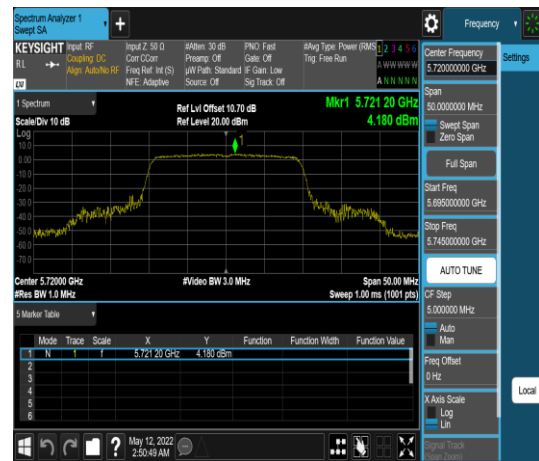 Spectrum Analyzer 1
Swept SA
+
Frequency
KEYSIGHT
RL
LXI
Input: RF
Coupling: DC
Align: Auto/No RF
Input Z: 50 Ω
Corr CCorr
Freq Ref: Int (S)
NFE: Adaptive
#Atten: 30 dB
Preamp: Off
µW Path: Standard
Source: Off
PNO: Fast
Gate: Off
IF Gain: Low
Sig Track: Off
#Avg Type: Power (RMS
Trig: Free Run
1 2 3 4 5 6
A WWWWW
A N N N N N
1 Spectrum
Scale/Div 10 dB
Ref Lvl Offset 10.70 dB
Ref Level 20.00 dBm
Mkr1 5.721 20 GHz
4.180 dBm
Log
10.0
0.00
-10.0
-20.0
-30.0
-40.0
-50.0
-60.0
-70.0
1
Center 5.72000 GHz
#Res BW 1.0 MHz
#Video BW 3.0 MHz
Span 50.00 MHz
Sweep 1.00 ms (1001 pts)
5 Marker Table
Mode Trace Scale X Y Function Function Width Function Value
1 N 1 f 5.721 20 GHz 4.180 dBm
2
3
4
5
6
May 12, 2022
2:50:49 AM
Center Frequency
5.720000000 GHz
Settings
Span
50.0000000 MHz
Swept Span
Zero Span
Full Span
Start Freq
5.695000000 GHz
Stop Freq
5.745000000 GHz
AUTO TUNE
CF Step
5.000000 MHz
Auto
Man
Freq Offset
0 Hz
X Axis Scale
Log
Lin
Local
Signal Track
(Span Zoom)